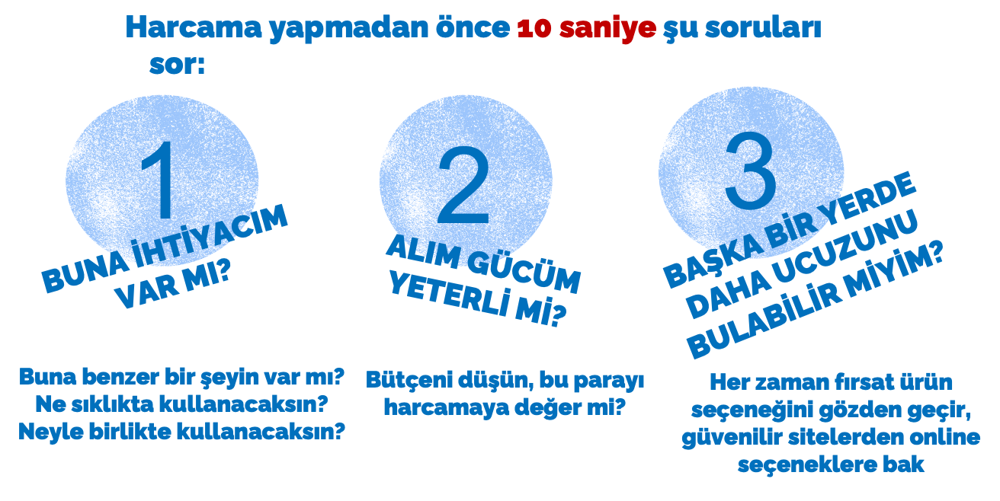 Harcama yapmadan önce 10 saniye şu soruları
sor:
1
BUNA İHTİYACIM
VAR MI?
Buna benzer bir şeyin var mı?
Ne sıklıkta kullanacaksın?
Neyle birlikte kullanacaksın?
2
ALIM GÜCÜM
YETERLİ Mİ?
Bütçeni düşün, bu parayı
harcamaya değer mi?
3
BAŞKA BİR YERDE
DAHA UCUZUNU
BULABİLİR MİYİM?
Her zaman fırsat ürün
seçeneğini gözden geçir,
güvenilir sitelerden online
seçeneklere bak